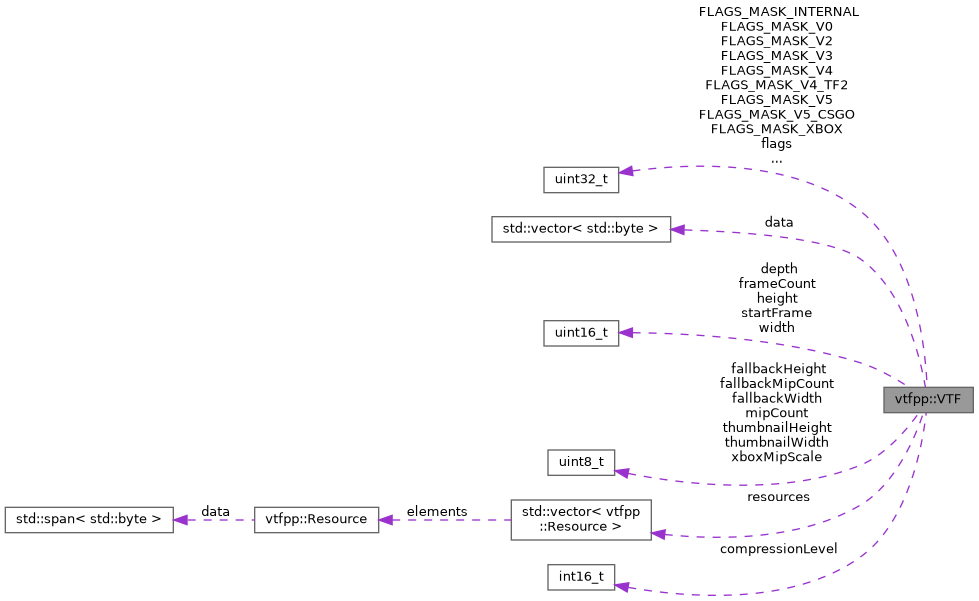 FLAGS_MASK_INTERNAL
FLAGS_MASK_V0
FLAGS_MASK_V2
FLAGS_MASK_V3
FLAGS_MASK_V4
FLAGS_MASK_V4_TF2
FLAGS_MASK_V5
FLAGS_MASK_V5_CSGO
FLAGS_MASK_XBOX
flags
...
uint32_t
data
std::vector< std::byte >
depth
frameCount
height
startFrame
width
uint16_t
fallbackHeight
fallbackMipCount
fallbackWidth
mipCount
thumbnailHeight
thumbnailWidth
xboxMipScale
vtfpp::VTF
uint8_t
resources
std::span< std::byte >
data
vtfpp::Resource
elements
std::vector< vtfpp
::Resource >
compressionLevel
int16_t